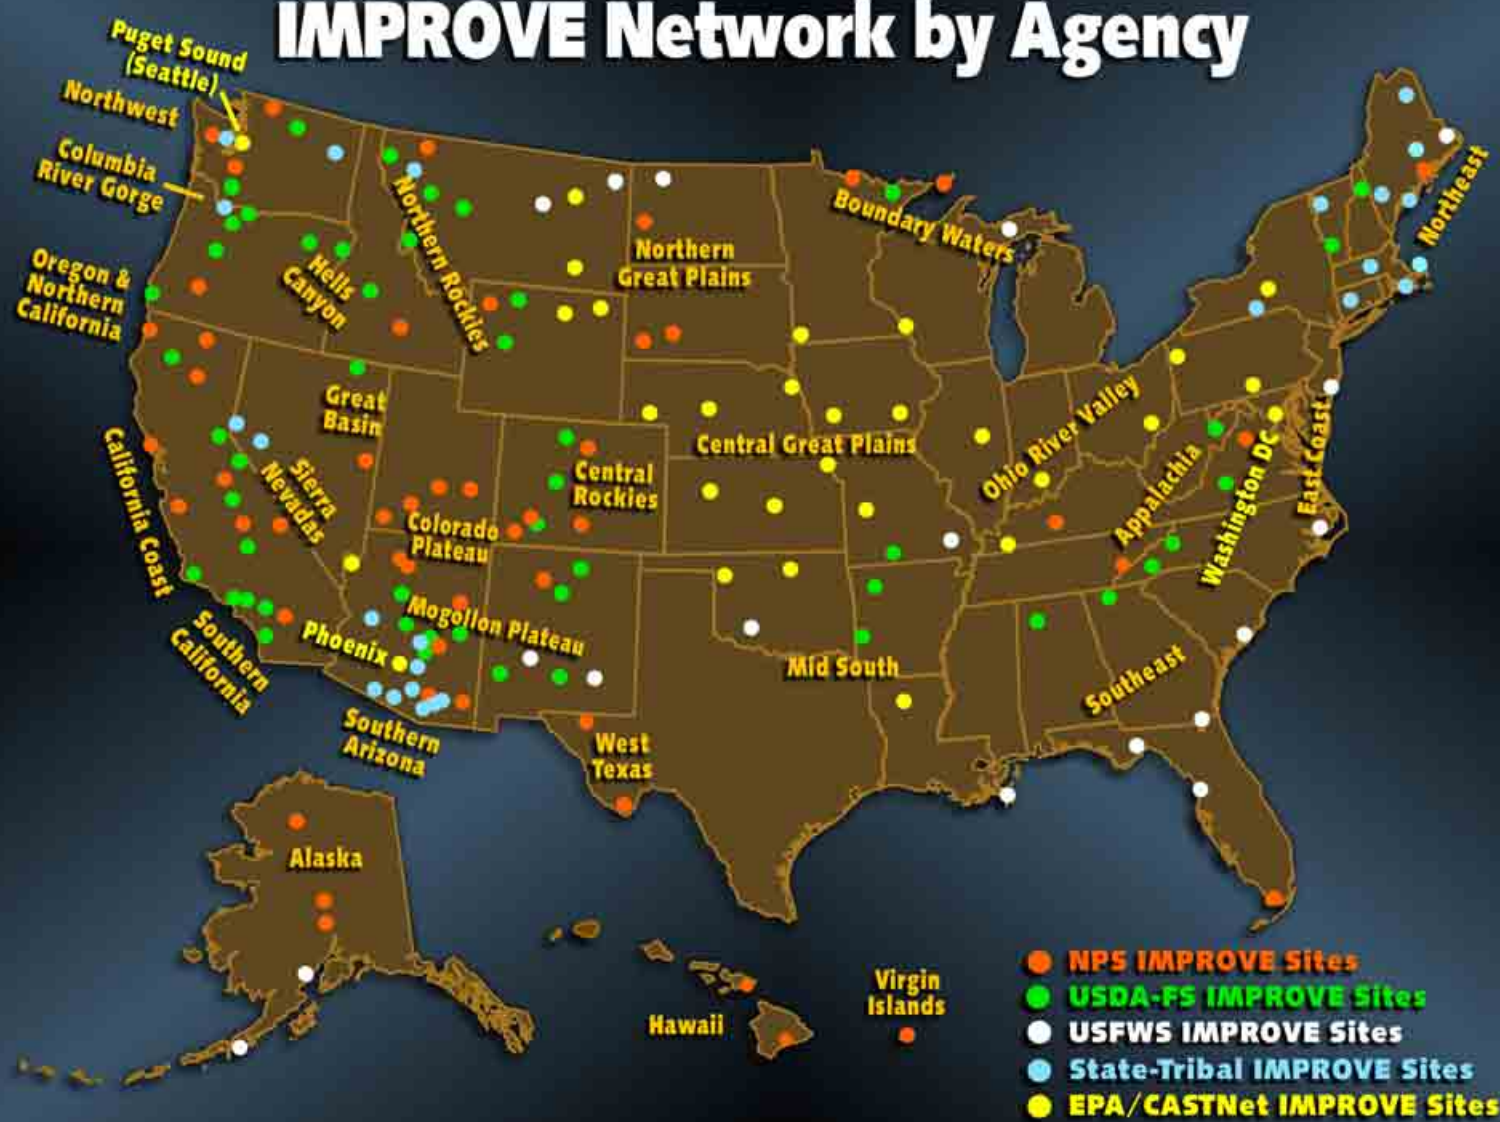 IMPROVE Network by Agency
Puget Sound
(Seattle)
Northwest
Columbia
River Gorge
Oregon &
Northern
California
Hells
Canyon
Northern Rockies
Northern
Great Plains
Boundary Waters
Northeast
Great
Basin
Sierra
Nevadas
California Coast
Central
Rockies
Colorado
Plateau
Central Great Plains
Ohio River Valley
Appalachia
Washington DC
East Coast
Mogollon Plateau
Phoenix
Southern
California
Southern
Arizona
Mid South
Southeast
West
Texas
Alaska
Hawaii
Virgin
Islands
NPS IMPROVE Sites
USDA-FS IMPROVE Sites
USFWS IMPROVE Sites
State-Tribal IMPROVE Sites
EPA/CASTNet IMPROVE Sites